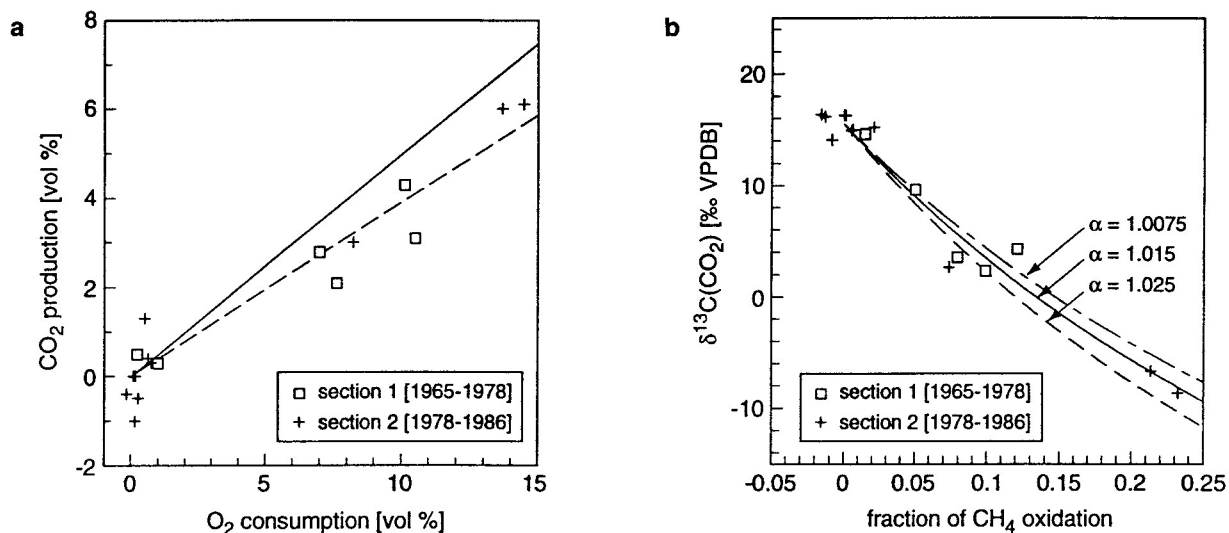 a
8
6
4
2
0
-2
CO₂ production [vol %]
section 1 [1965-1978]
section 2 [1978-1986]
0 5 10 15
O₂ consumption [vol %]
b
20
10
0
-10
δ¹³C(CO₂) [‰ VPDB]
α = 1.0075
α = 1.015
α = 1.025
section 1 [1965-1978]
section 2 [1978-1986]
-0.05 0 0.05 0.1 0.15 0.2 0.25
fraction of CH₄ oxidation